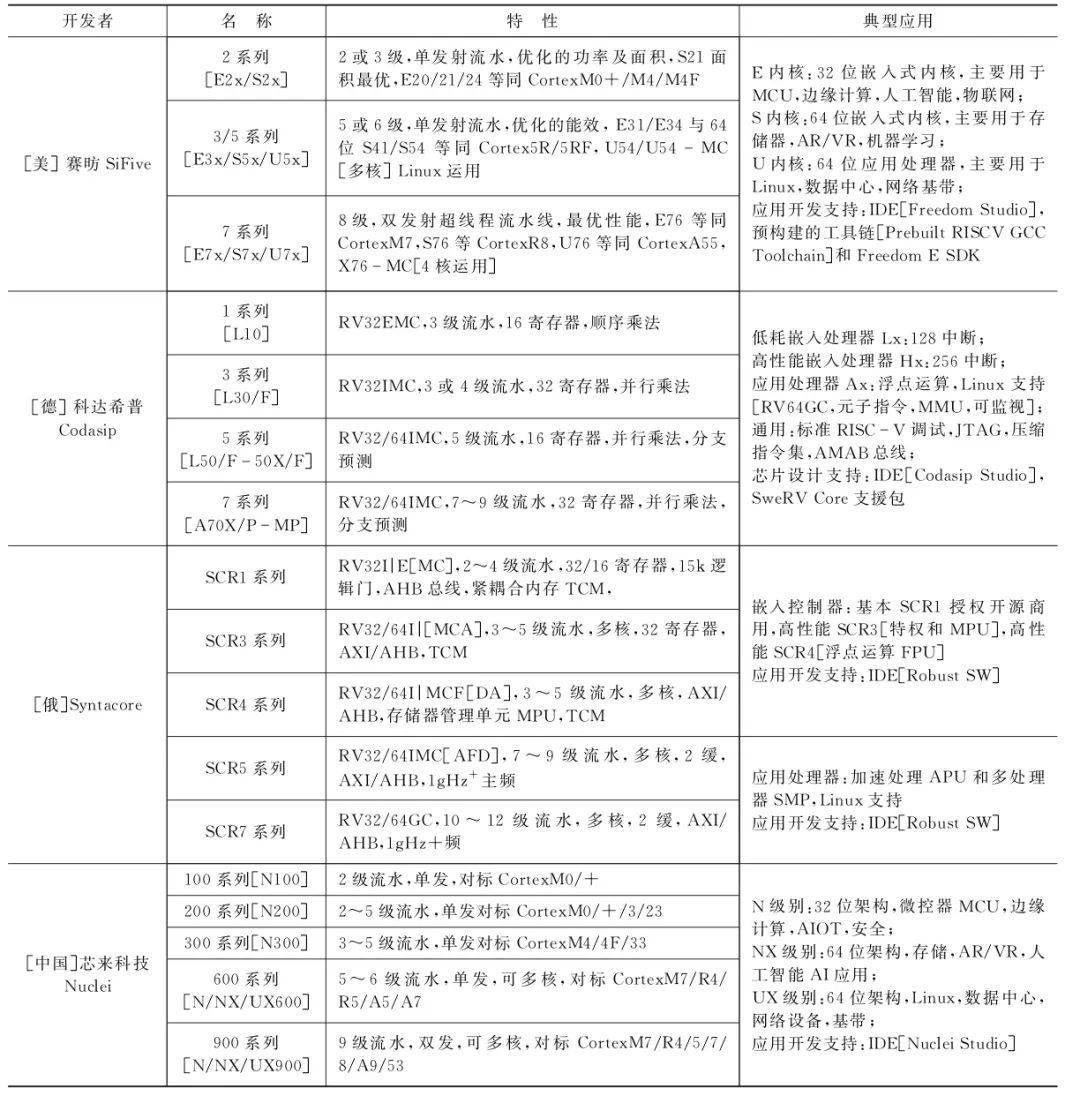 开发者 名 称 特 性 典型应用
[美] 赛昉 SiFive
2 系列
[E2x/S2x]
2 或 3 级,单发射流水,优化的功率及面积,S21 面
积最优,E20/21/24 等同 CortexM0+/M4/M4F
3/5 系列
[E3x/S5x/U5x]
5 或 6 级,单发射流水,优化的能效, E31/E34 与 64
位 S41/S54 等同 Cortex5R/5RF, U54/U54-MC
[多核] Linux 运用
7 系列
[E7x/S7x/U7x]
8 级,双发射超线程流水线,最优性能,E76 等同
CortexM7,S76 等 CortexR8,U76 等同 CortexA55,
X76-MC[4 核运用]
E 内核:32 位嵌入式内核,主要用于
MCU,边缘计算,人工智能,物联网;
S 内核:64 位嵌入式内核,主要用于存
储器,AR/VR,机器学习;
U 内核:64 位应用处理器,主要用于
Linux,数据中心,网络基带;
应用开发支持:IDE[Freedom Studio],
预构建的工具链[Prebuilt RISCV GCC
Toolchain]和 Freedom E SDK
[德] 科达希普
Codasip
1 系列
[L10]
RV32EMC,3 级流水,16 寄存器,顺序乘法
3 系列
[L30/F]
RV32IMC,3 或 4 级流水,32 寄存器,并行乘法
5 系列
[L50/F-50X/F]
RV32/64IMC,5 级流水,16 寄存器,并行乘法,分支
预测
7 系列
[A70X/P-MP]
RV32/64IMC,7～9 级流水,32 寄存器,并行乘法,
分支预测
低耗嵌入处理器 Lx:128 中断;
高性能嵌入处理器 Hx:256 中断;
应用处理器 Ax:浮点运算,Linux 支持
[RV64GC,元子指令,MMU,可监视];
通用:标准 RISC-V 调试,JTAG,压缩
指令集,AMAB 总线;
芯片设计支持:IDE[Codasip Studio],
SweRV Core 支援包
[俄]Syntacore
SCR1 系列
RV32I|E[MC],2～4 级流水,32/16 寄存器,15k 逻
辑门,AHB 总线,紧耦合内存 TCM,
SCR3 系列
RV32/64I|[MCA],3～5 级流水,多核,32 寄存器,
AXI/AHB,TCM
SCR4 系列
RV32/64I|MCF[DA],3～5 级流水,多核,AXI/
AHB,存储器管理单元 MPU,TCM
嵌入控制器:基本 SCR1 授权开源商
用,高性能 SCR3[特权和 MPU],高性
能 SCR4[浮点运算 FPU]
应用开发支持:IDE[Robust SW]
SCR5 系列
RV32/64IMC[AFD],7～9 级流水,多核,2 缓,
AXI/AHB,1gHz+主频
SCR7 系列
RV32/64GC,10～12 级流水,多核,2 缓,AXI/
AHB,1gHz+频
应用处理器:加速处理 APU 和多处理
器 SMP,Linux 支持
应用开发支持:IDE[Robust SW]
[中国]芯来科技
Nuclei
100 系列[N100]
2 级流水,单发,对标 CortexM0/+
200 系列[N200]
2～5 级流水,单发对标 CortexM0/+/3/23
300 系列[N300]
3～5 级流水,单发对标 CortexM4/4F/33
600 系列
[N/NX/UX600]
5～6 级流水,单发,可多核,对标 CortexM7/R4/
R5/A5/A7
900 系列
[N/NX/UX900]
9 级流水,双发,可多核,对标 CortexM7/R4/5/7/
8/A9/53
N 级别:32 位架构,微控器 MCU,边缘
计算,AIOT,安全;
NX 级别:64 位架构,存储,AR/VR,人
工智能 AI 应用;
UX 级别:64 位架构,Linux,数据中心,
网络设备,基带;
应用开发支持:IDE[Nuclei Studio]